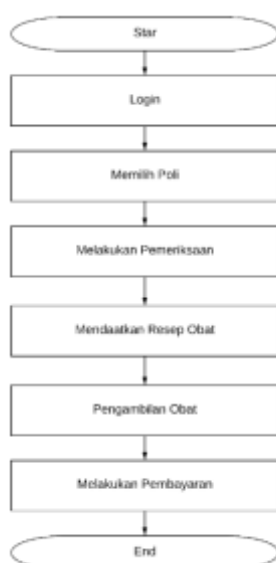 Star
Login
Memilih Poli
Melakukan Pemeriksaan
Mendaatkan Resep Obat
Pengambilan Obat
Melakukan Pembayaran
End